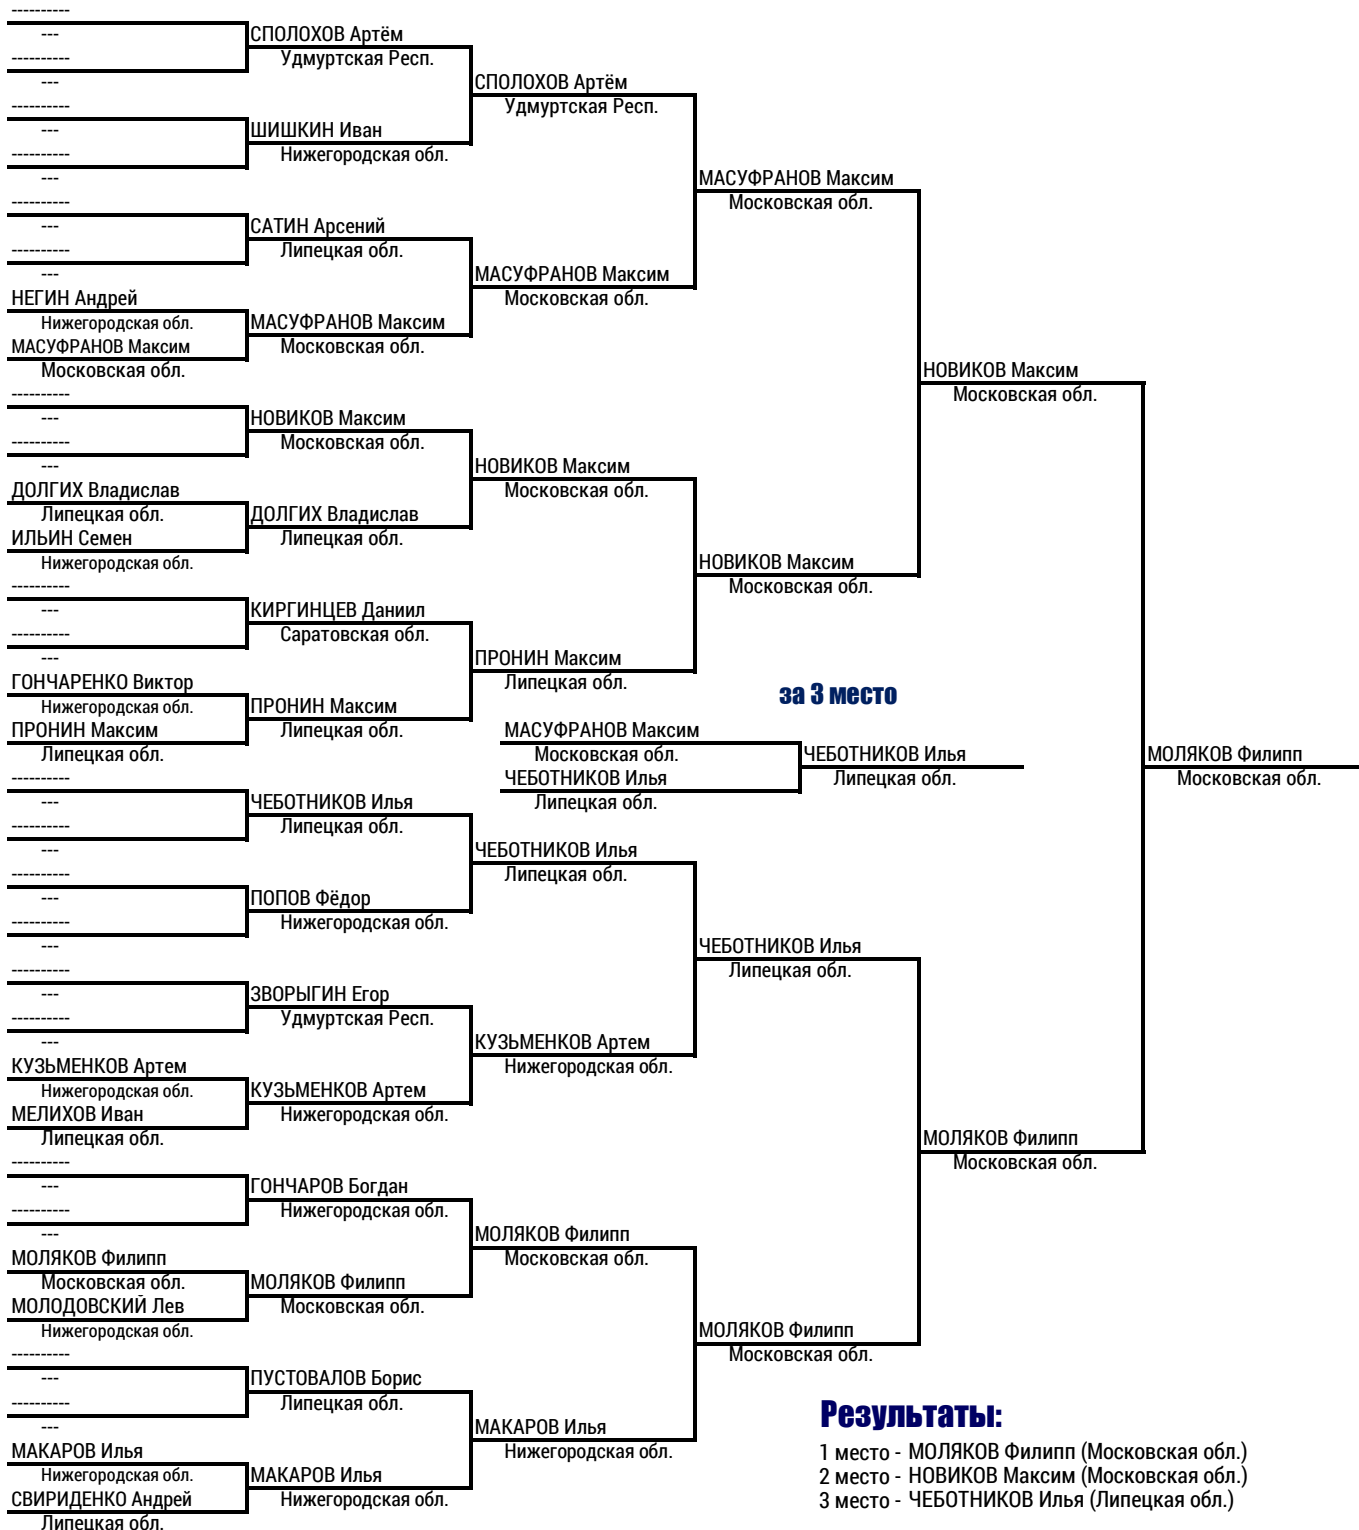 ----------
---
СПОЛОХОВ Артём
----------
Удмуртская Респ.
---
СПОЛОХОВ Артём
----------
Удмуртская Респ.
---
ШИШКИН Иван
----------
Нижегородская обл.
---
МАСУФРАНОВ Максим
----------
Московская обл.
---
САТИН Арсений
----------
Липецкая обл.
---
МАСУФРАНОВ Максим
НЕГИН Андрей
Московская обл.
Нижегородская обл.
МАСУФРАНОВ Максим
МАСУФРАНОВ Максим
Московская обл.
Московская обл.
НОВИКОВ Максим
----------
Московская обл.
---
НОВИКОВ Максим
----------
Московская обл.
---
НОВИКОВ Максим
ДОЛГИХ Владислав
Московская обл.
Липецкая обл.
ДОЛГИХ Владислав
ИЛЬИН Семен
Липецкая обл.
Нижегородская обл.
НОВИКОВ Максим
----------
Московская обл.
---
КИРГИНЦЕВ Даниил
----------
Саратовская обл.
---
ПРОНИН Максим
ГОНЧАРЕНКО Виктор
Липецкая обл.
за 3 место
Нижегородская обл.
ПРОНИН Максим
ПРОНИН Максим
Липецкая обл.
МАСУФРАНОВ Максим
Липецкая обл.
Московская обл.
ЧЕБОТНИКОВ Илья
МОЛЯКОВ Филипп
----------
ЧЕБОТНИКОВ Илья
Липецкая обл.
Московская обл.
---
ЧЕБОТНИКОВ Илья
Липецкая обл.
----------
Липецкая обл.
---
ЧЕБОТНИКОВ Илья
----------
Липецкая обл.
---
ПОПОВ Фёдор
----------
Нижегородская обл.
---
ЧЕБОТНИКОВ Илья
----------
Липецкая обл.
---
ЗВОРЫГИН Егор
----------
Удмуртская Респ.
---
КУЗЬМЕНКОВ Артем
КУЗЬМЕНКОВ Артем
Нижегородская обл.
Нижегородская обл.
КУЗЬМЕНКОВ Артем
МЕЛИХОВ Иван
Нижегородская обл.
Липецкая обл.
МОЛЯКОВ Филипп
----------
Московская обл.
---
ГОНЧАРОВ Богдан
----------
Нижегородская обл.
---
МОЛЯКОВ Филипп
МОЛЯКОВ Филипп
Московская обл.
Московская обл.
МОЛЯКОВ Филипп
МОЛОДОВСКИЙ Лев
Московская обл.
Нижегородская обл.
МОЛЯКОВ Филипп
----------
Московская обл.
---
ПУСТОВАЛОВ Борис
----------
Липецкая обл.
---
МАКАРОВ Илья
МАКАРОВ Илья
Нижегородская обл.
Нижегородская обл.
МАКАРОВ Илья
СВИРИДЕНКО Андрей
Нижегородская обл.
Липецкая обл.
Результаты:
1 место - МОЛЯКОВ Филипп (Московская обл.)
2 место - НОВИКОВ Максим (Московская обл.)
3 место - ЧЕБОТНИКОВ Илья (Липецкая обл.)